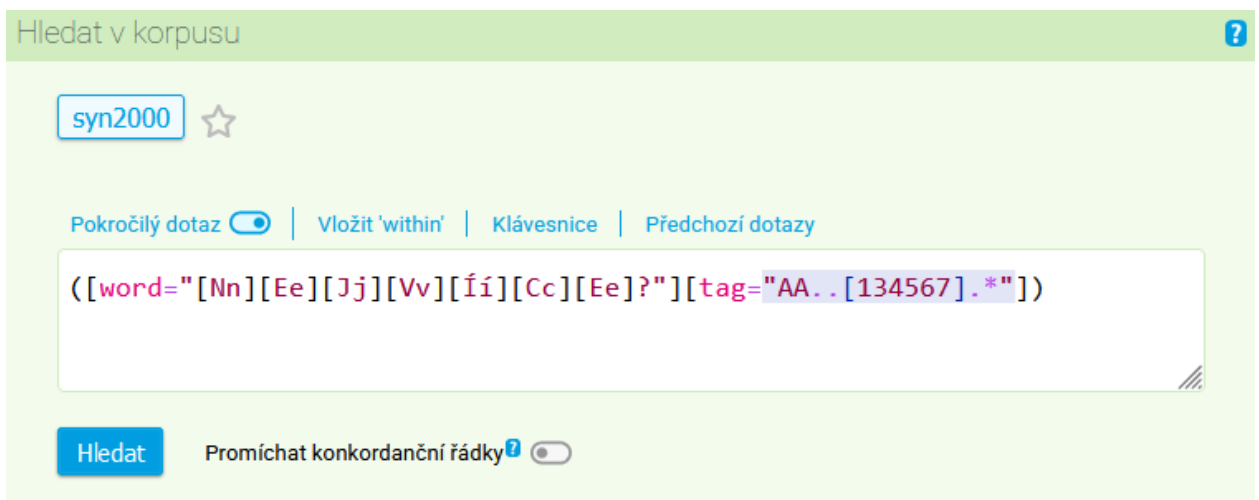 Hledat v korpusu ?
syn2000
Pokročilý dotaz | Vložit 'within' | Klávesnice | Předchozí dotazy
([word="[Nn][Ee][Jj][Vv][Íí][Cc][Ee]?"][tag="AA..[134567].*"])
Hledat Promíchat konkordanční řádky ?